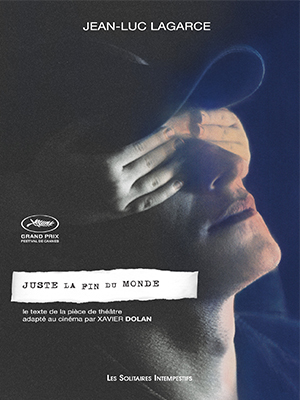 JEAN-LUC LAGARCE
GRAND PRIX
FESTIVAL DE CANNES
JUSTE LA FIN DU MONDE
le texte de la pièce de théâtre
adapté au cinéma par XAVIER DOLAN
LES SOLITAIRES INTEMPESTIFS